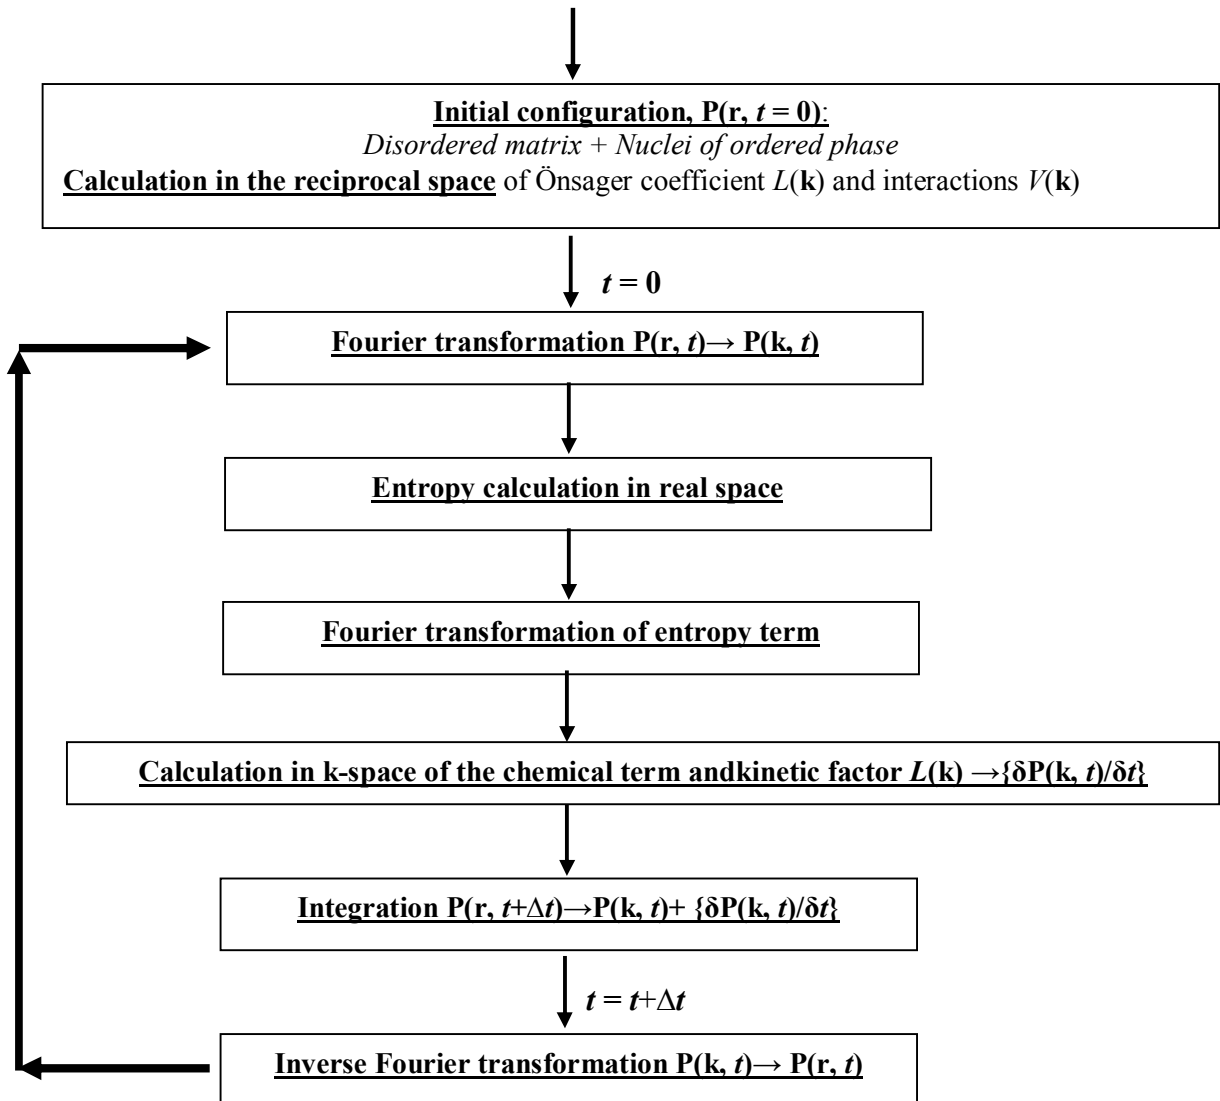 Initial configuration, P(r, t = 0):
Disordered matrix + Nuclei of ordered phase
Calculation in the reciprocal space of Önsager coefficient L(k) and interactions V(k)
t = 0
Fourier transformation P(r, t)→ P(k, t)
Entropy calculation in real space
Fourier transformation of entropy term
Calculation in k-space of the chemical term andkinetic factor L(k) →{δP(k, t)/δt}
Integration P(r, t+Δt)→P(k, t)+ {δP(k, t)/δt}
t = t+Δt
Inverse Fourier transformation P(k, t)→ P(r, t)